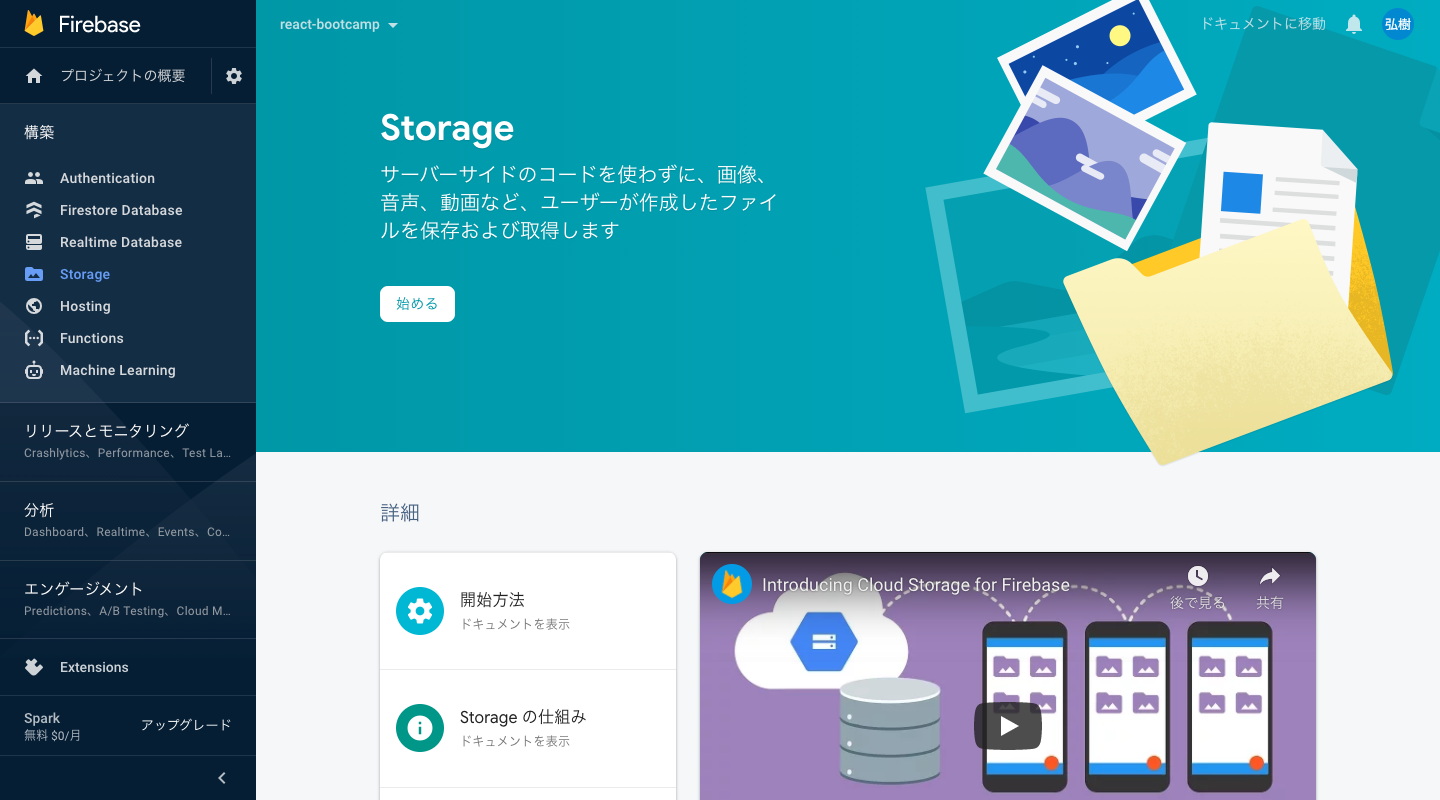 Firebase
プロジェクトの概要
構築
Authentication
Firestore Database
Realtime Database
Storage
Hosting
Functions
Machine Learning
リリースとモニタリング
Crashlytics、Performance、Test La...
分析
Dashboard、Realtime、Events、Co...
エンゲージメント
Predictions、A/B Testing、Cloud M...
Extensions
Spark
無料 $0/月
アップグレード
react-bootcamp
ドキュメントに移動
弘樹
Storage
サーバーサイドのコードを使わずに、画像、
音声、動画など、ユーザーが作成したファイ
ルを保存および取得します
始める
詳細
開始方法
ドキュメントを表示
Storage の仕組み
ドキュメントを表示
Introducing Cloud Storage for Firebase
後で見る
共有